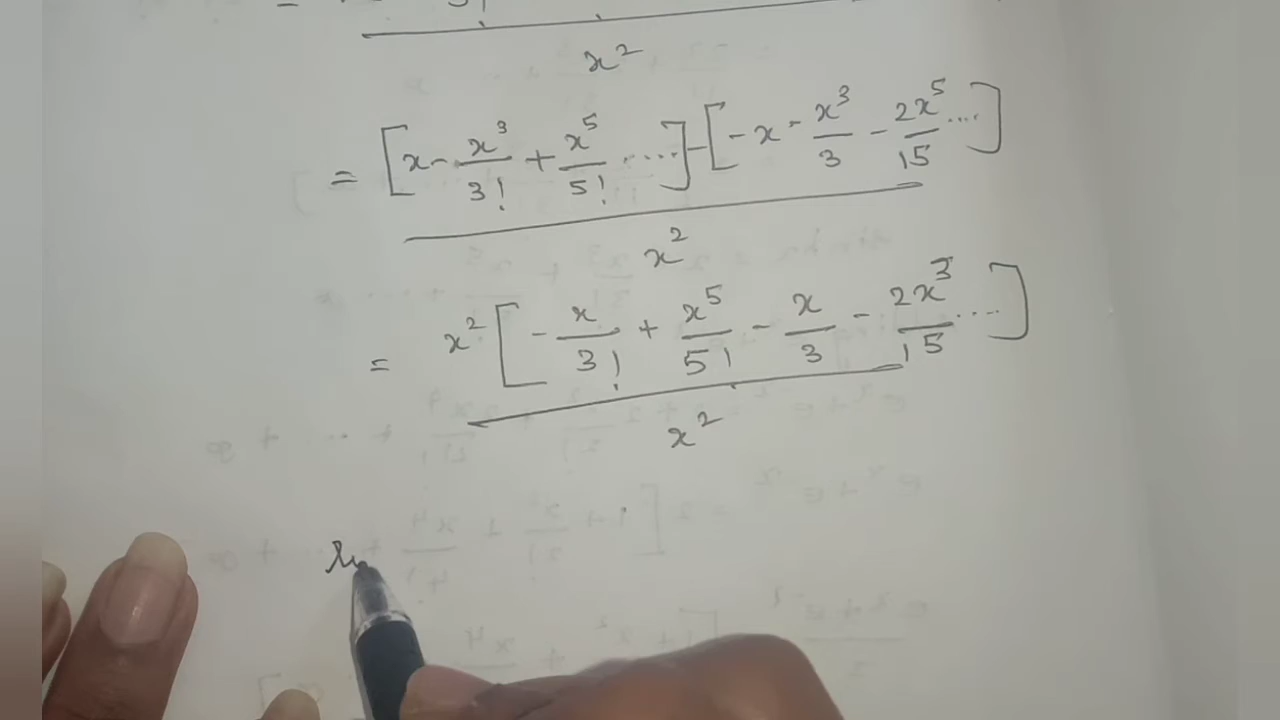 x²
= [x - x³/3! + x⁵/5! ....] - [-x - x³/3 - 2x⁵/15 ....]
x²
= x² [- x/3! + x⁵/5! - x/3 - 2x³/15 ....]
x²